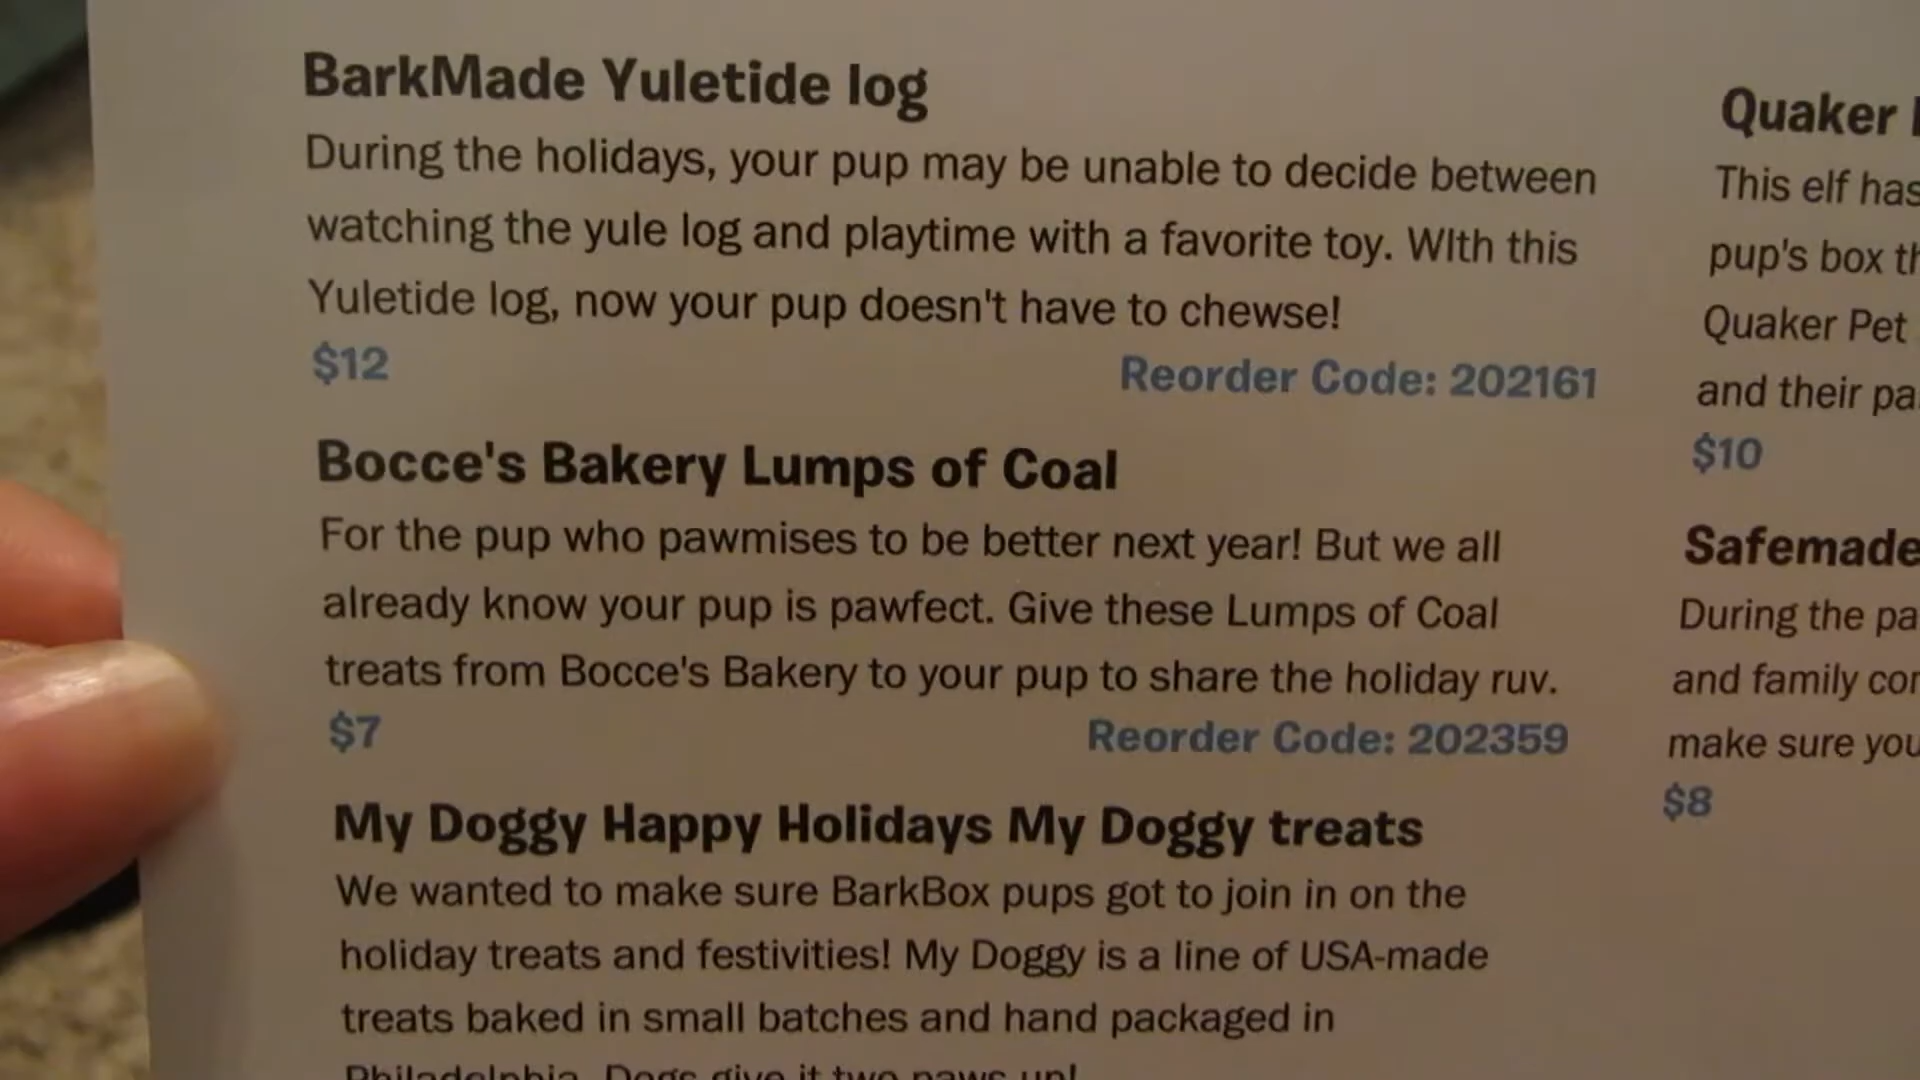 BarkMade Yuletide log
During the holidays, your pup may be unable to decide between
watching the yule log and playtime with a favorite toy. WIth this
Yuletide log, now your pup doesn't have to chewse!
$12 Reorder Code: 202161
Bocce's Bakery Lumps of Coal
For the pup who pawmises to be better next year! But we all
already know your pup is pawfect. Give these Lumps of Coal
treats from Bocce's Bakery to your pup to share the holiday ruv.
$7 Reorder Code: 202359
My Doggy Happy Holidays My Doggy treats
We wanted to make sure BarkBox pups got to join in on the
holiday treats and festivities! My Doggy is a line of USA-made
treats baked in small batches and hand packaged in
Philadelphia. Dogs give it two paws up!
Quaker
This elf has
pup's box
Quaker Pet
and their
$10
Safemade
During the
and family
make sure
$8